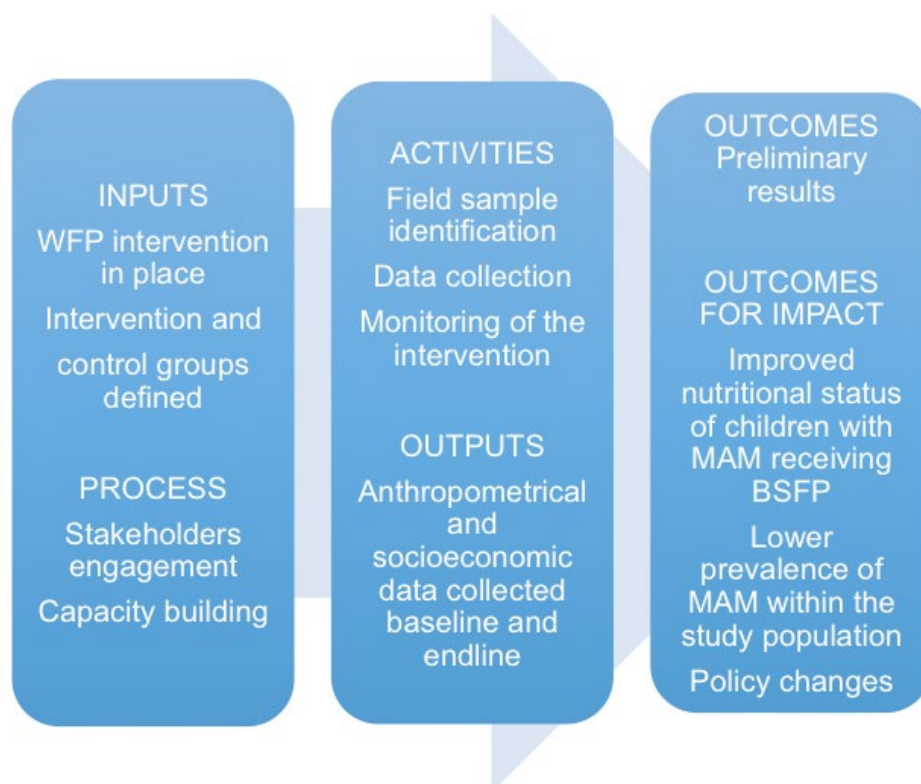 INPUTS
WFP intervention
in place
Intervention and
control groups
defined
PROCESS
Stakeholders
engagement
Capacity building
ACTIVITIES
Field sample
identification
Data collection
Monitoring of the
intervention
OUTPUTS
Anthropometrical
and
socioeconomic
data collected
baseline and
endline
OUTCOMES
Preliminary
results
OUTCOMES
FOR IMPACT
Improved
nutritional status
of children with
MAM receiving
BSFP
Lower
prevalence of
MAM within the
study population
Policy changes